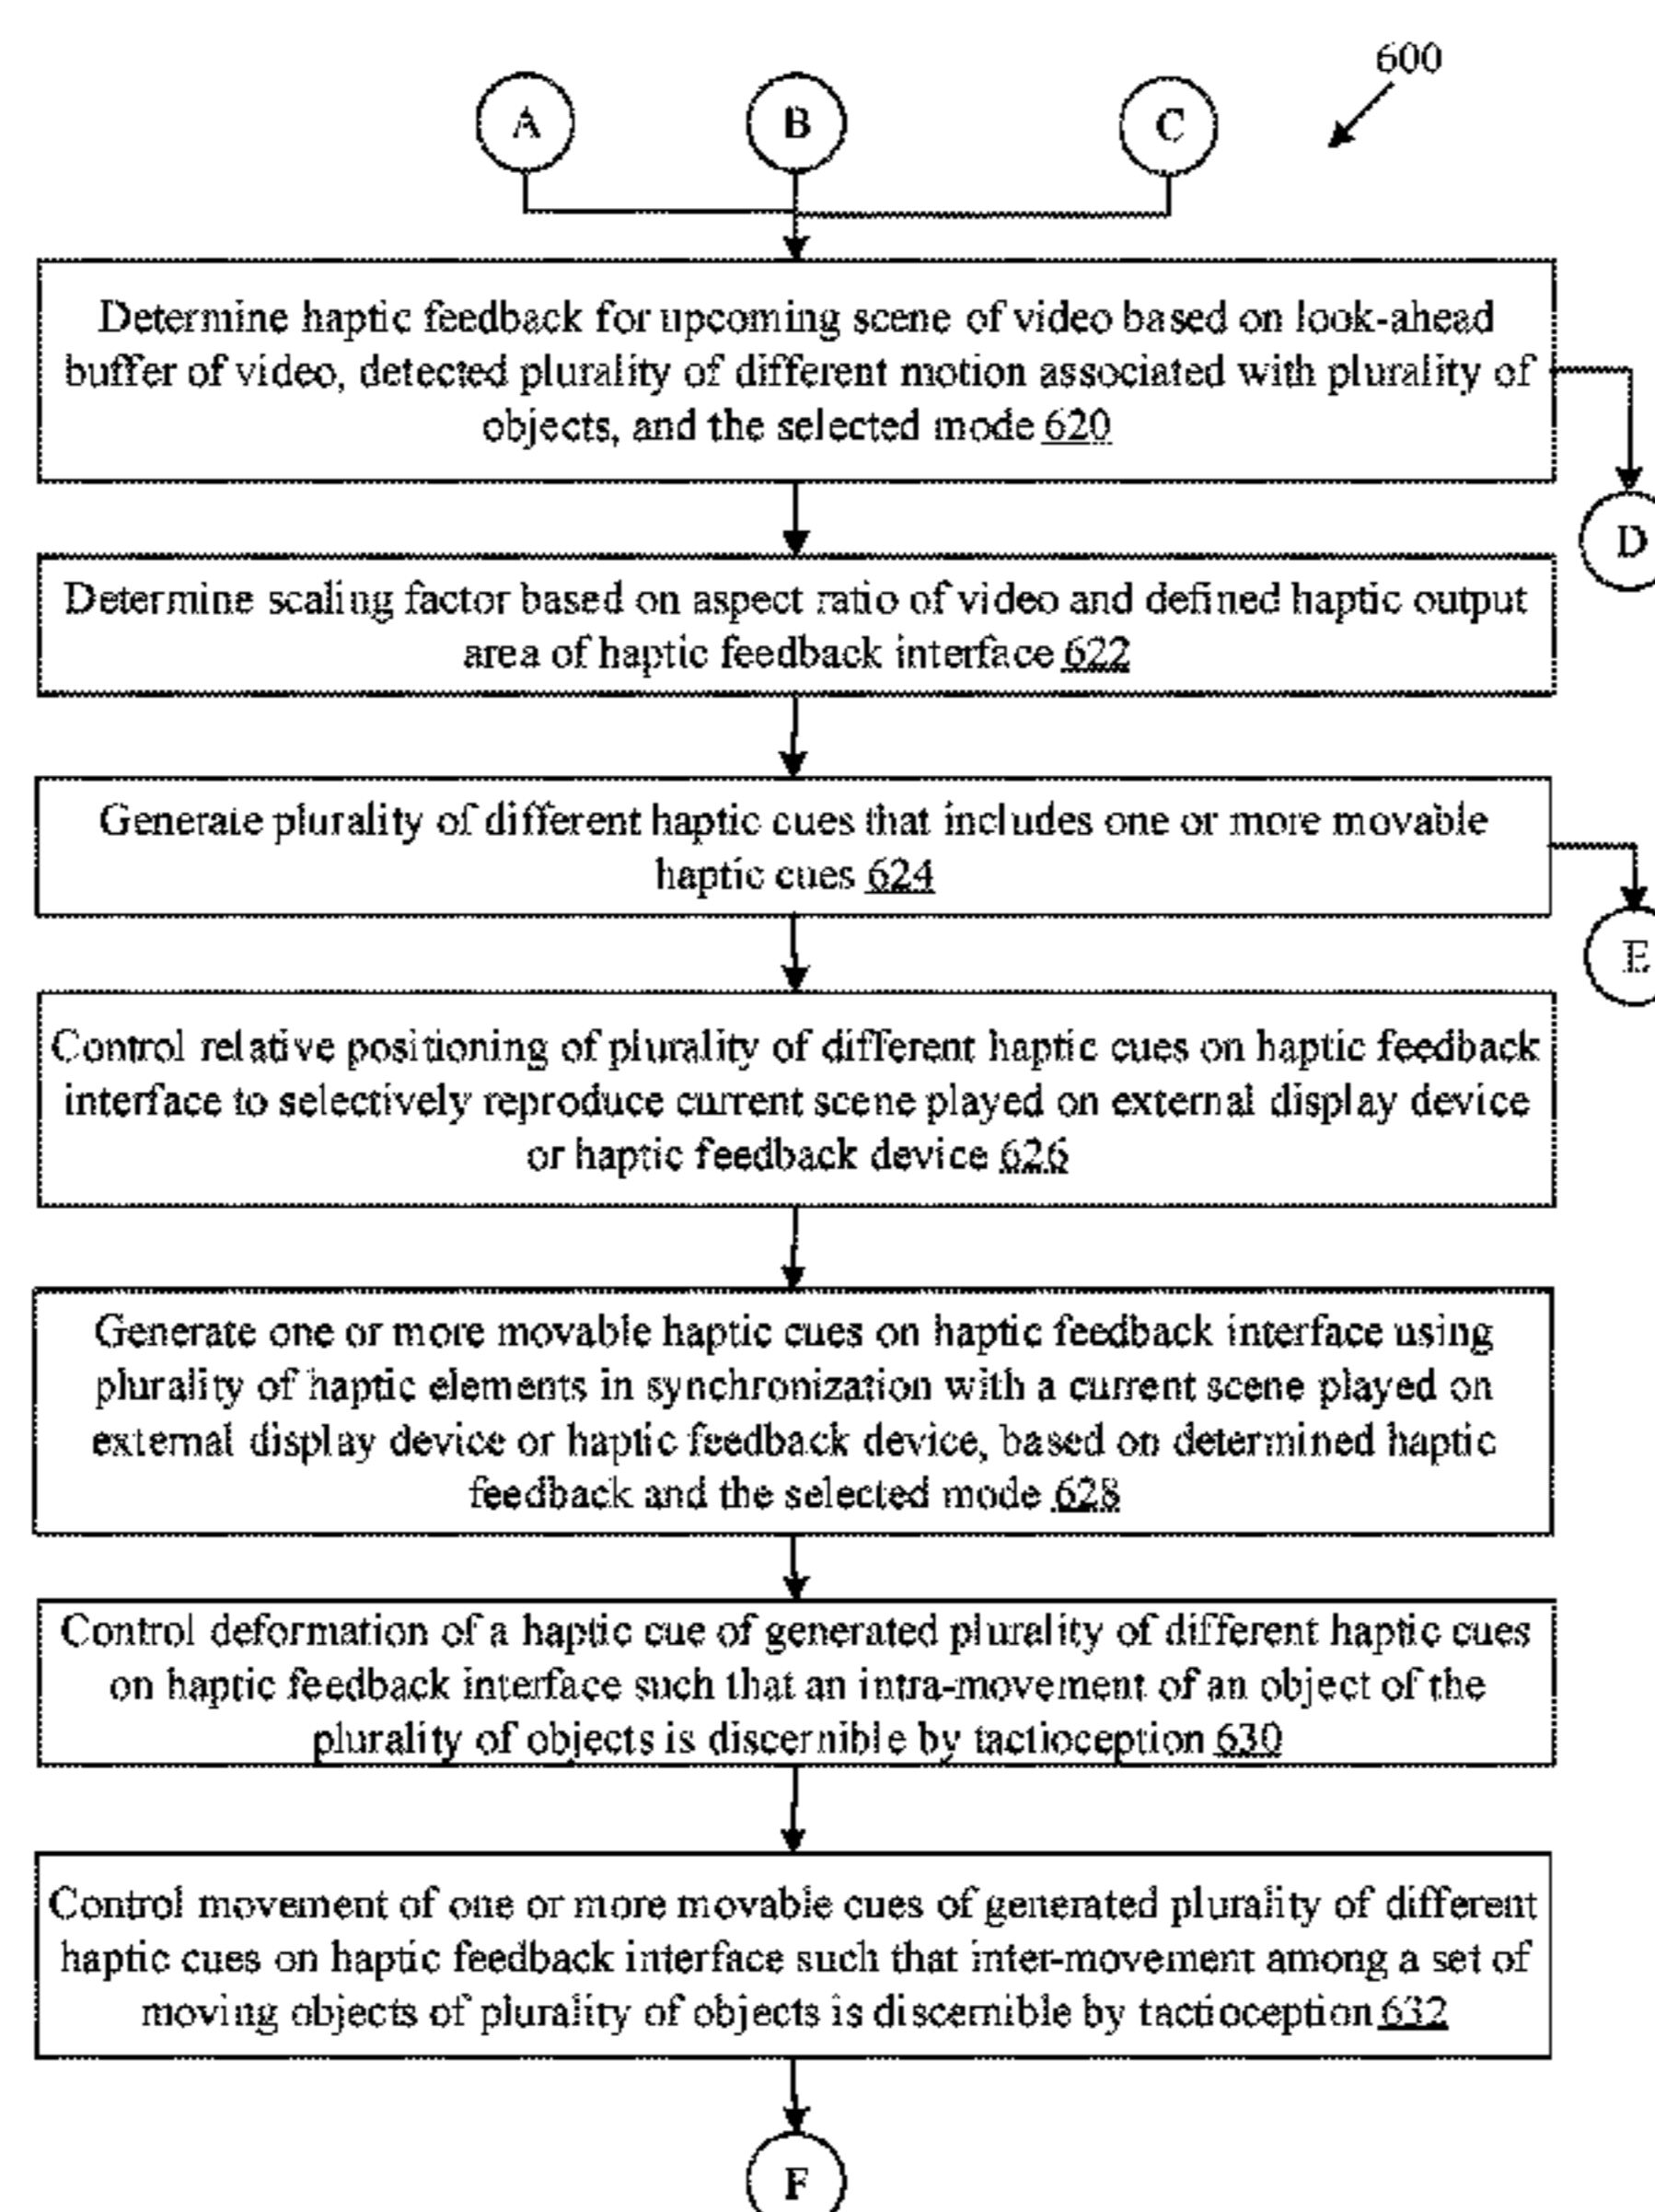 600
A
B
C
Determine haptic feedback for upcoming scene of video based on look-ahead
buffer of video, detected plurality of different motion associated with plurality of
objects, and the selected mode 620
D
Determine scaling factor based on aspect ratio of video and defined haptic output
area of haptic feedback interface 622
Generate plurality of different haptic cues that includes one or more movable
haptic cues 624
E
Control relative positioning of plurality of different haptic cues on haptic feedback
interface to selectively reproduce current scene played on external display device
or haptic feedback device 626
Generate one or more movable haptic cues on haptic feedback interface using
plurality of haptic elements in synchronization with a current scene played on
external display device or haptic feedback device, based on determined haptic
feedback and the selected mode 628
Control deformation of a haptic cue of generated plurality of different haptic cues
on haptic feedback interface such that an intra-movement of an object of the
plurality of objects is discernible by tactioception 630
Control movement of one or more movable cues of generated plurality of different
haptic cues on haptic feedback interface such that inter-movement among a set of
moving objects of plurality of objects is discernible by tactioception 632
F